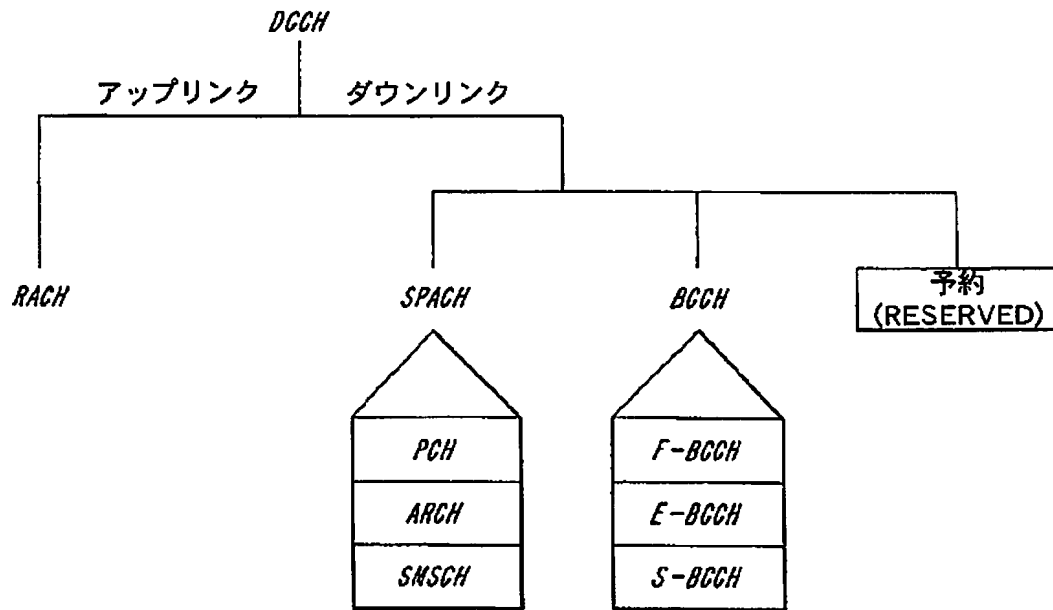 DCCH
アップリンク
ダウンリンク
RACH
SPACH
BCCH
予約
(RESERVED)
PCH
ARCH
SMSCH
F-BCCH
E-BCCH
S-BCCH